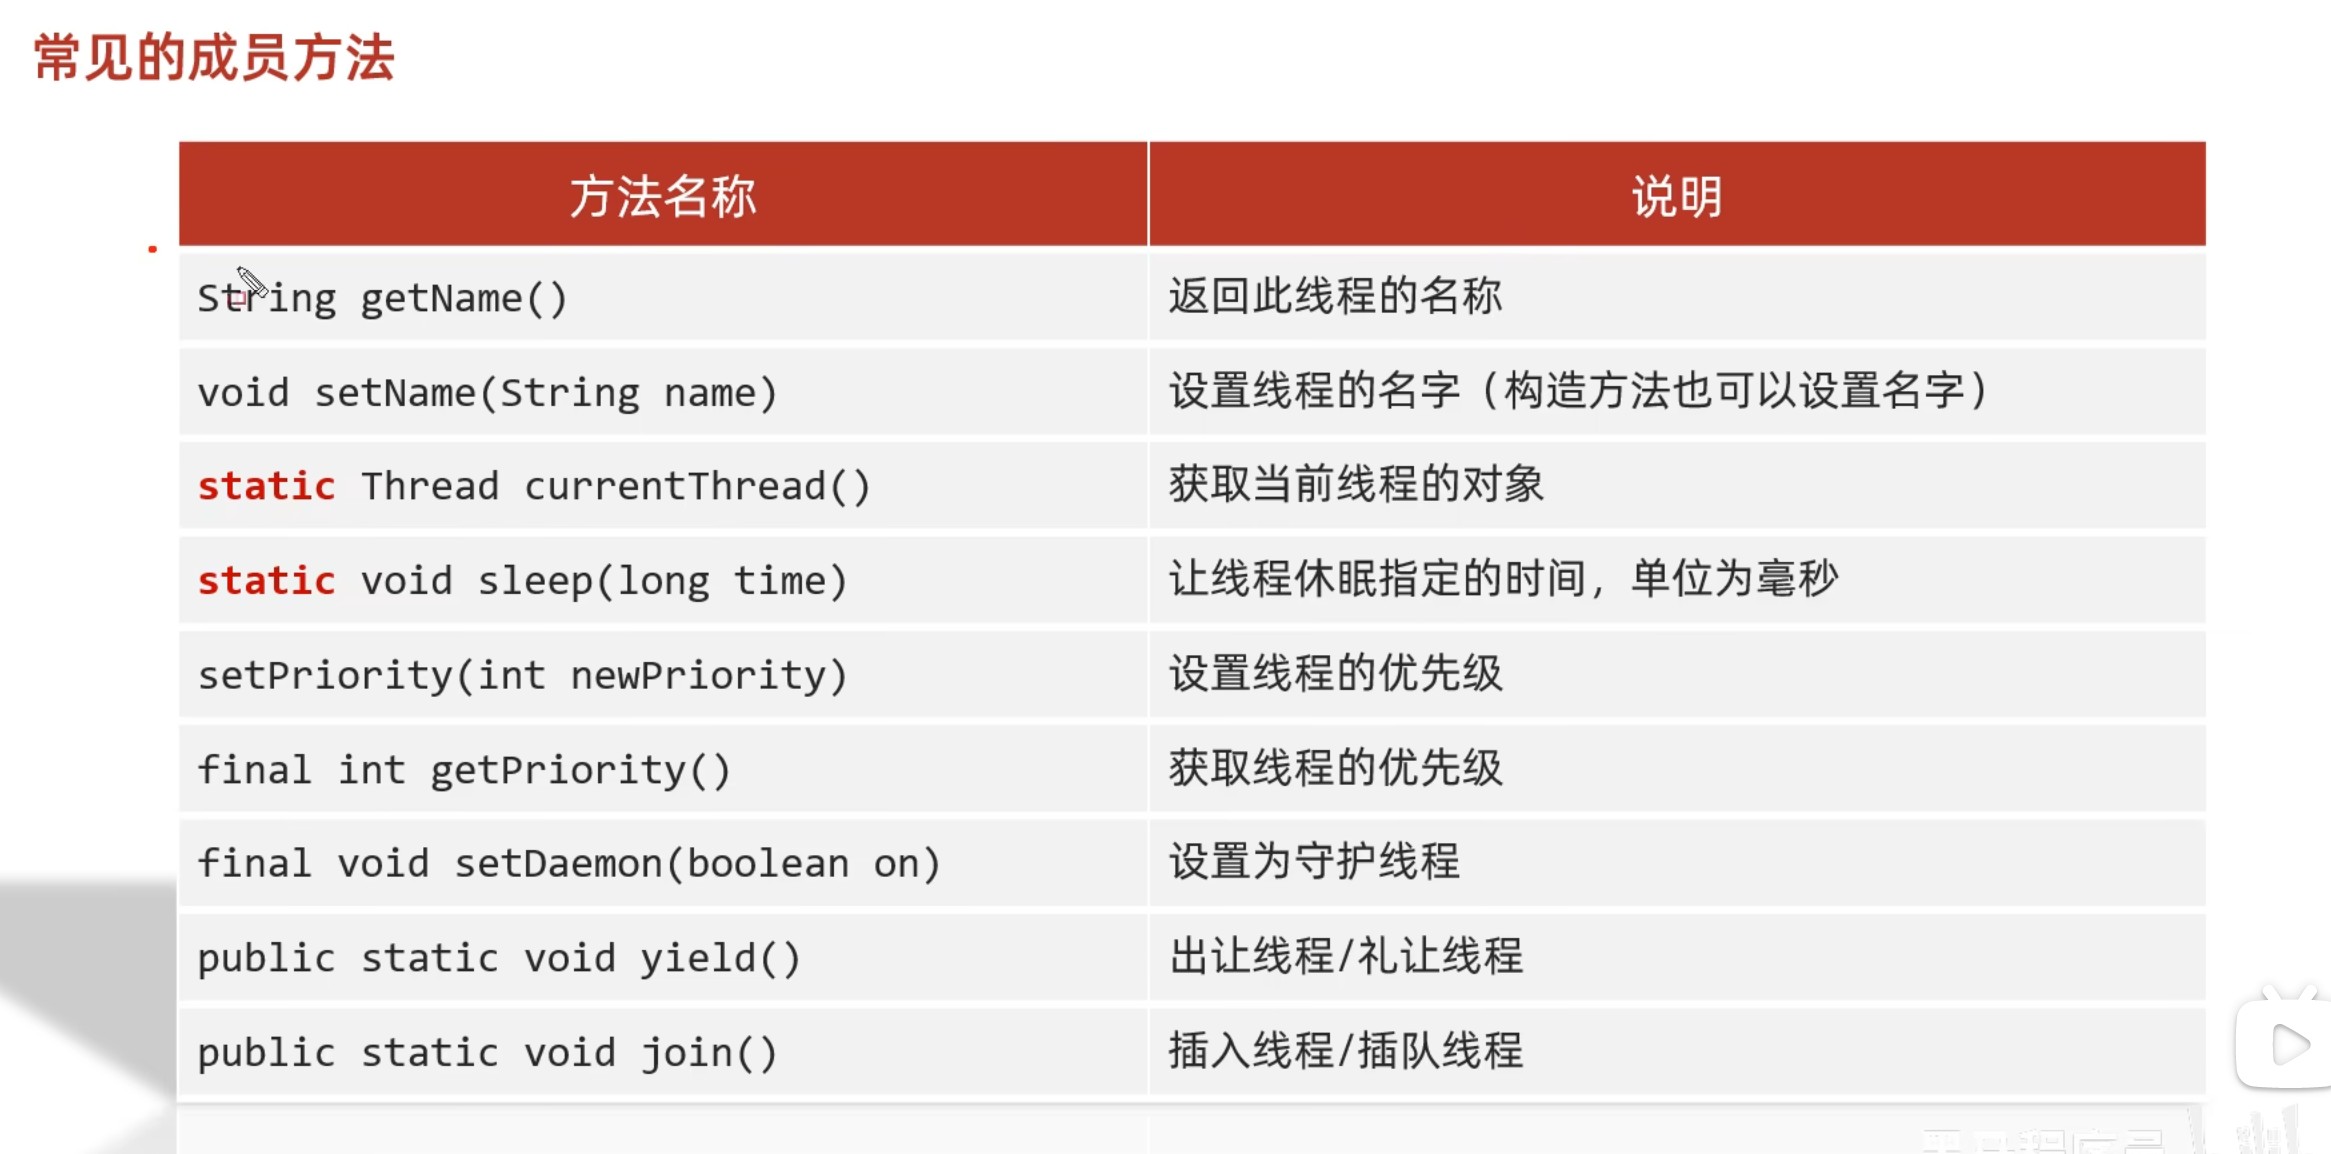 常见的成员方法
方法名称 说明
String getName() 返回此线程的名称
void setName(String name) 设置线程的名字（构造方法也可以设置名字）
static Thread currentThread() 获取当前线程的对象
static void sleep(long time) 让线程休眠指定的时间，单位为毫秒
setPriority(int newPriority) 设置线程的优先级
final int getPriority() 获取线程的优先级
final void setDaemon(boolean on) 设置为守护线程
public static void yield() 出让线程/礼让线程
public static void join() 插入线程/插队线程